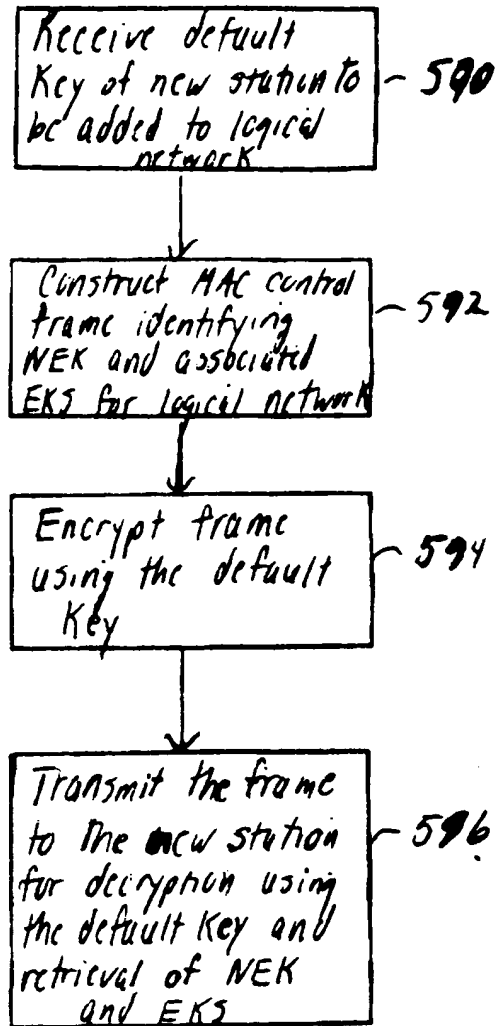 Receive default
Key of new station to
be added to logical
network
590
Construct MAC control
frame identifying
NEK and associated
EKS for logical network
592
Encrypt frame
using the default
Key
594
Transmit the frame
to the new station
for decryption using
the default Key and
retrieval of NEK
and EKS
596